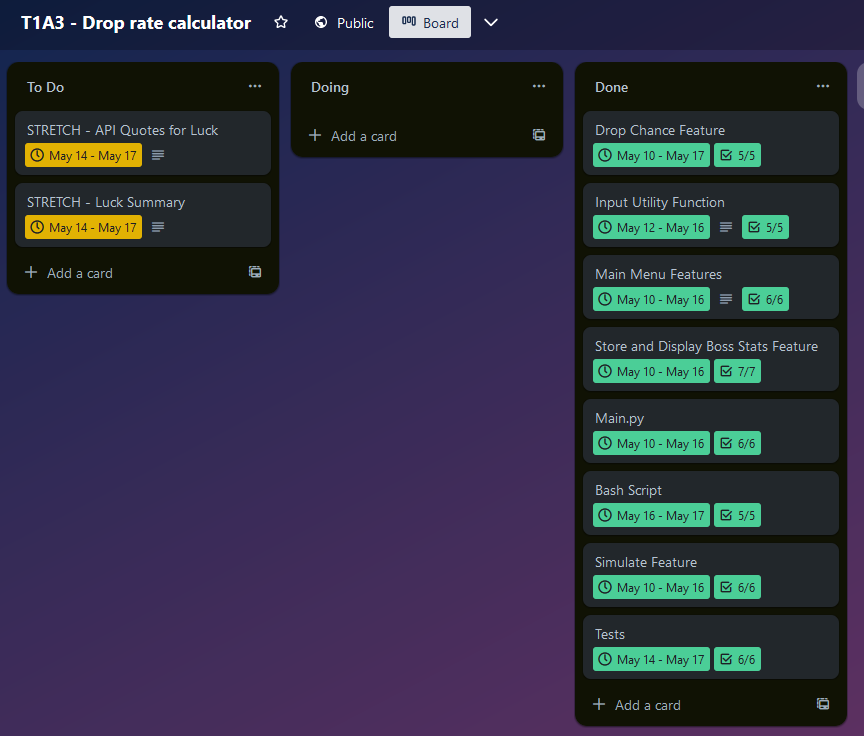 T1A3 - Drop rate calculator Public Board
To Do
STRETCH - API Quotes for Luck
May 14 - May 17
STRETCH - Luck Summary
May 14 - May 17
Add a card
Doing
Add a card
Done
Drop Chance Feature
May 10 - May 17 5/5
Input Utility Function
May 12 - May 16 5/5
Main Menu Features
May 10 - May 16 6/6
Store and Display Boss Stats Feature
May 10 - May 16 7/7
Main.py
May 10 - May 16 6/6
Bash Script
May 16 - May 17 5/5
Simulate Feature
May 10 - May 16 6/6
Tests
May 14 - May 17 6/6
Add a card